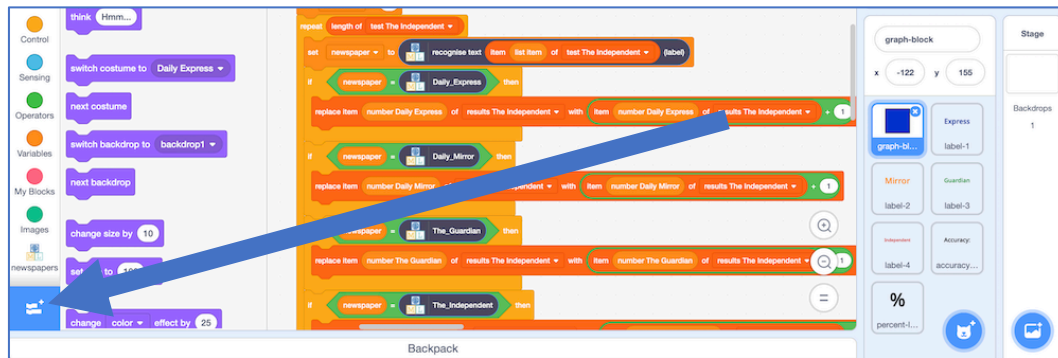 Control
Sensing
Operators
Variables
My Blocks
Images
newspapers
think Hmm...
switch costume to Daily Express
next costume
switch backdrop to backdrop1
next backdrop
change size by 10
to
change color effect by 25
repeat length of test The Independent
set newspaper to recognise text item list item of test The Independent (label)
if newspaper = Daily_Express then
replace item number Daily Express of results The Independent with item number Daily Express of results The Independent + 1
if newspaper = Daily_Mirror then
replace item number Daily Mirror of with item number Daily Mirror of results The Independent + 1
if newspaper = The_Guardian then
replace item number The Guardian of results The Independent with item number The Guardian of results The Independent 1
if newspaper = The_Independent then
Backpack
graph-block
x -122 y 155
graph-bl...
Express
label-1
Mirror
label-2
Guardian
label-3
Independent
label-4
Accuracy:
accuracy...
%
percent-l...
Stage
Backdrops
1